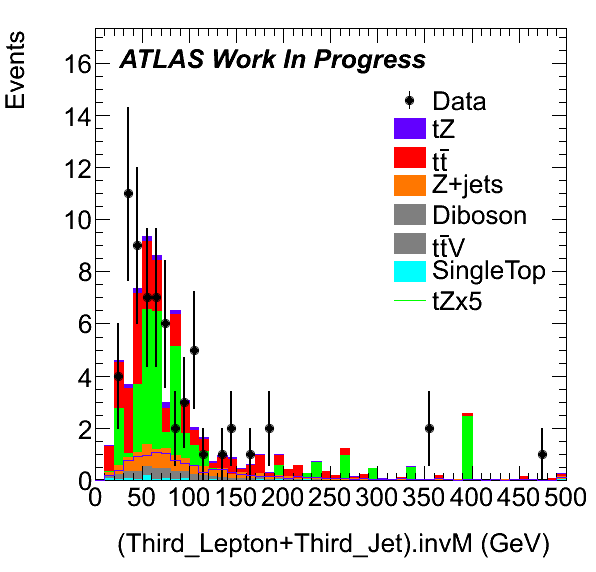 Events
ATLAS Work In Progress
16
14
12
10
8
6
4
2
0
Data
tZ
tt̄
Z+jets
Diboson
tt̄V
SingleTop
tZx5
0 50 100 150 200 250 300 350 400 450 500
(Third_Lepton+Third_Jet).invM (GeV)